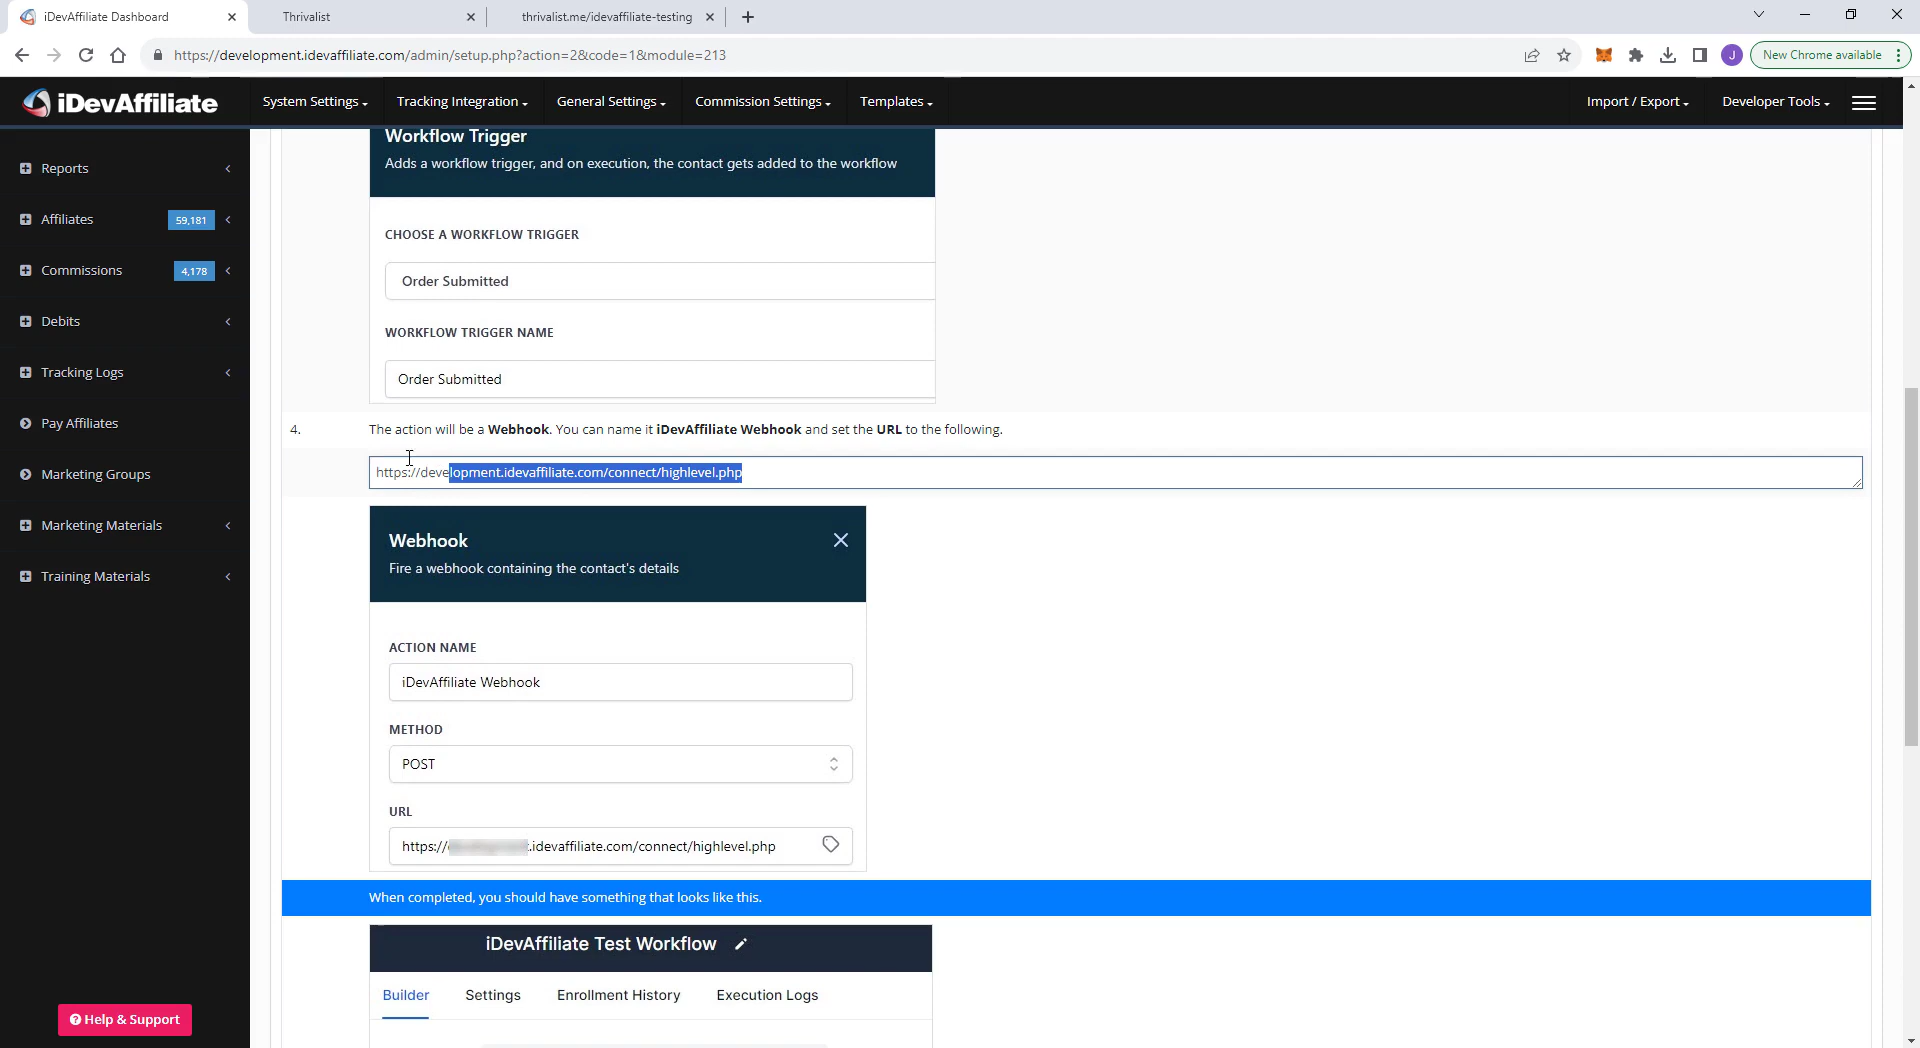 iDevAffiliate Dashboard
Thrivalist
thrivalist.me/idevaffiliate-testing
https://development.idevaffiliate.com/admin/setup.php?action=2&code=1&module=213
J
New Chrome available
iDevAffiliate
System Settings
Tracking Integration
General Settings
Commission Settings
Templates
Import / Export
Developer Tools
Reports
Affiliates
59,181
Commissions
4,178
Debits
Tracking Logs
Pay Affiliates
Marketing Groups
Marketing Materials
Training Materials
Help & Support
Workflow Trigger
Adds a workflow trigger, and on execution, the contact gets added to the workflow
CHOOSE A WORKFLOW TRIGGER
Order Submitted
WORKFLOW TRIGGER NAME
Order Submitted
4. The action will be a Webhook. You can name it iDevAffiliate Webhook and set the URL to the following.
https://development.idevaffiliate.com/connect/highlevel.php
Webhook
Fire a webhook containing the contact's details
ACTION NAME
iDevAffiliate Webhook
METHOD
POST
URL
https:// .idevaffiliate.com/connect/highlevel.php
When completed, you should have something that looks like this.
iDevAffiliate Test Workflow
Builder
Settings
Enrollment History
Execution Logs